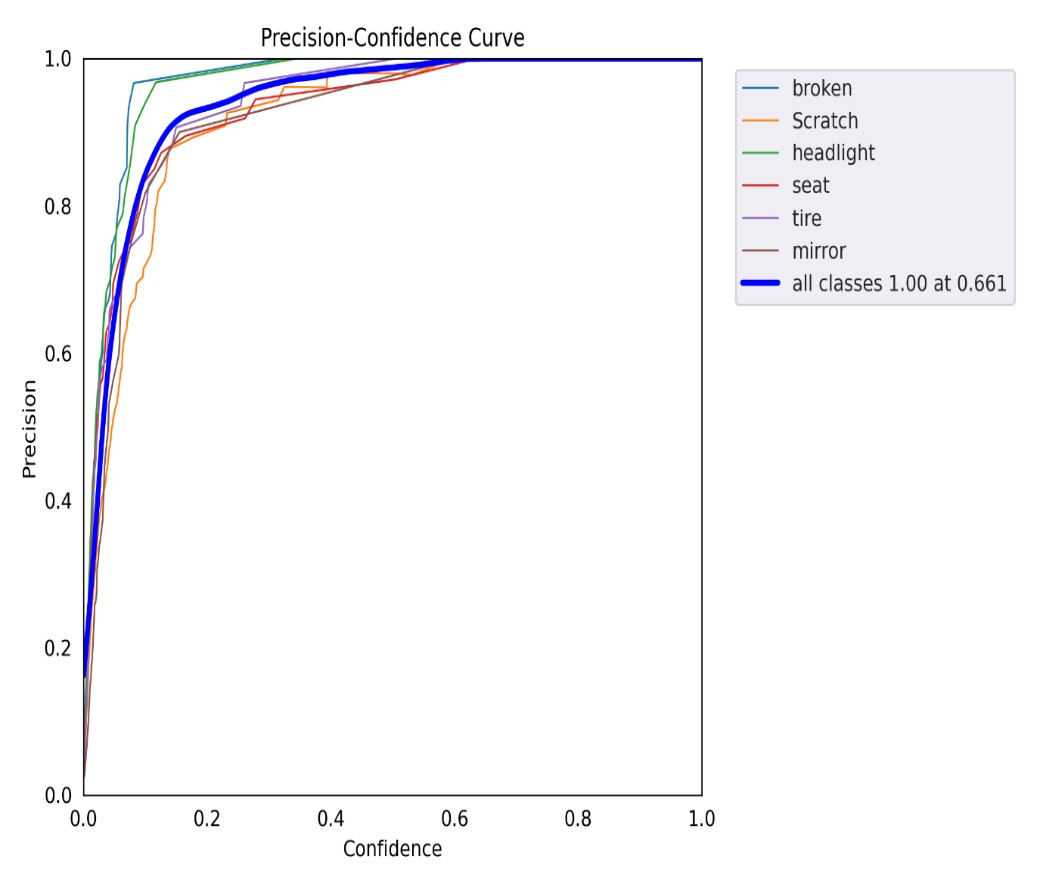 Precision-Confidence Curve
1.0
0.8
0.6
0.4
0.2
0.0
Precision
0.0 0.2 0.4 0.6 0.8 1.0
Confidence
broken
Scratch
headlight
seat
tire
mirror
all classes 1.00 at 0.661